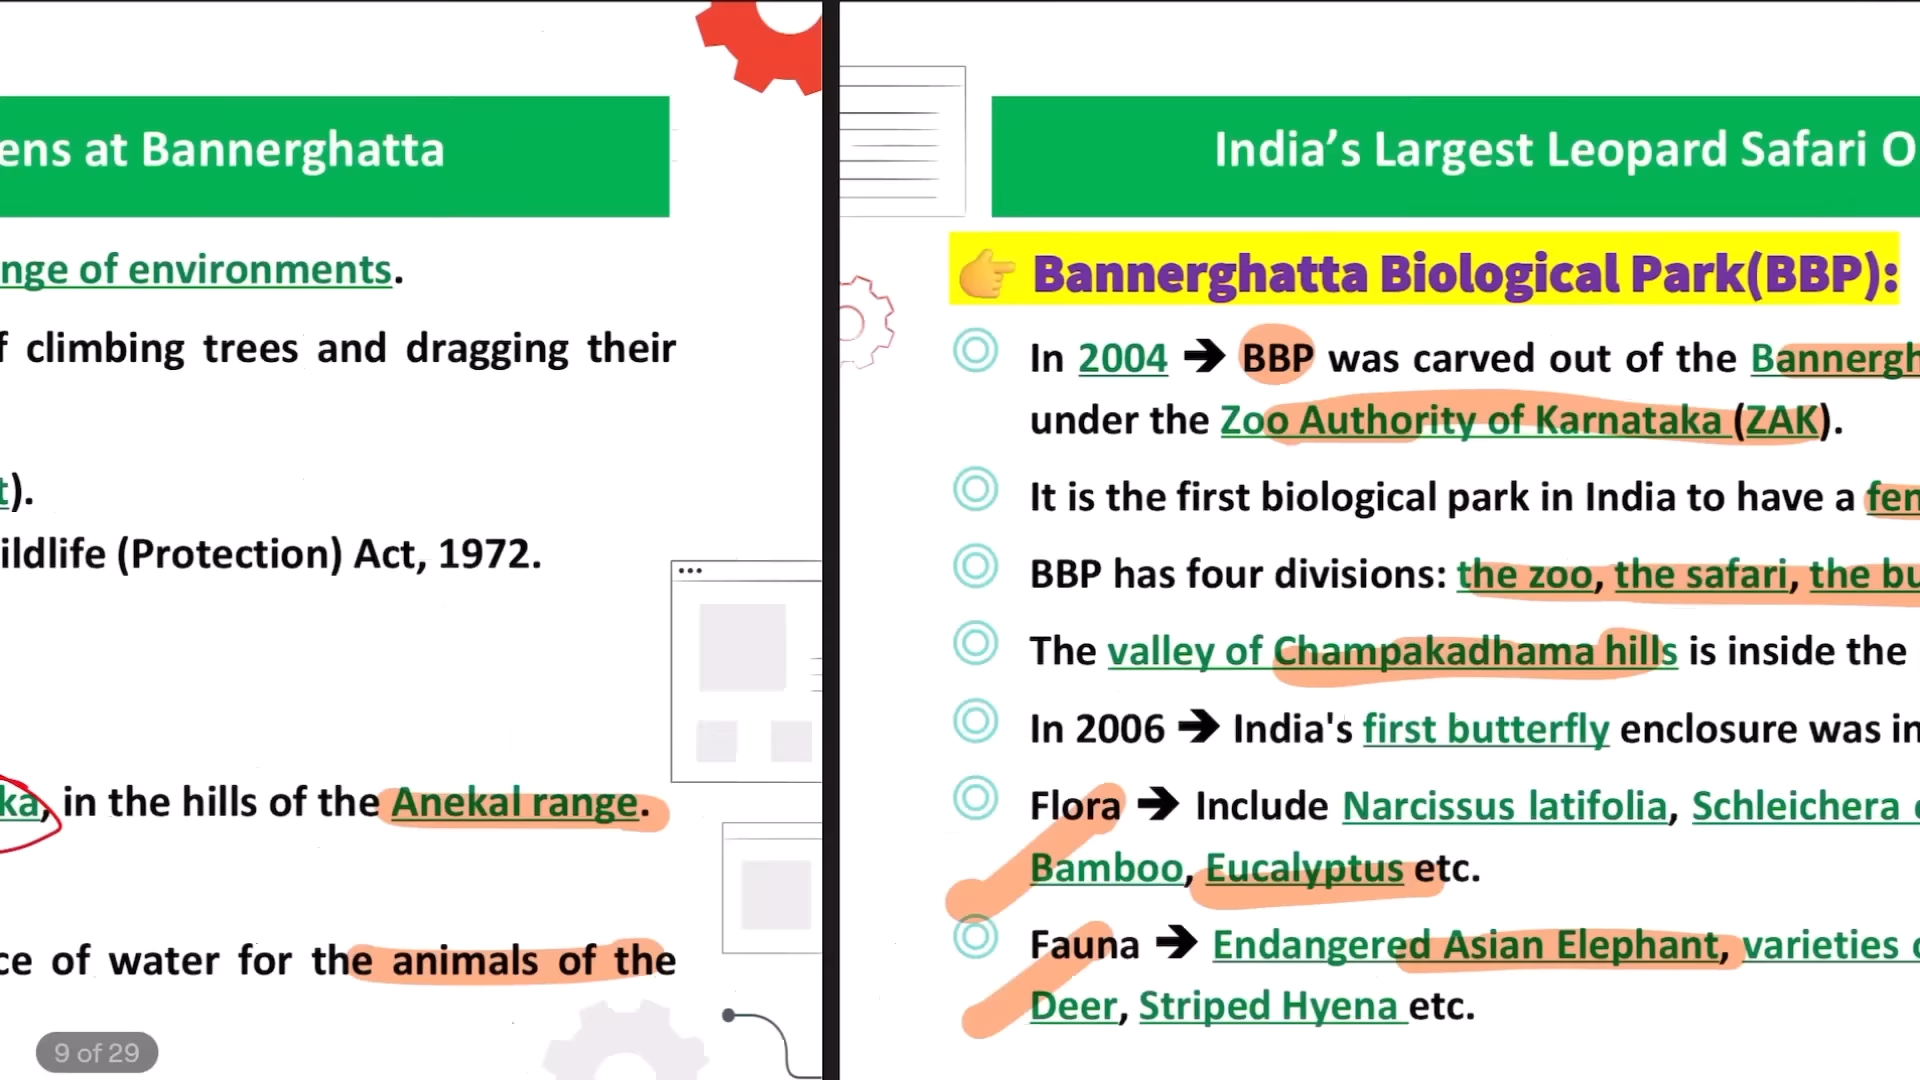 ens at Bannerghatta
nge of environments.
f climbing trees and dragging their
t).
ildlife (Protection) Act, 1972.
ka, in the hills of the Anekal range.
ce of water for the animals of the
9 of 29
India’s Largest Leopard Safari O
👉 Bannerghatta Biological Park(BBP):
In 2004 ➔ BBP was carved out of the Bannergh
under the Zoo Authority of Karnataka (ZAK).
It is the first biological park in India to have a fen
BBP has four divisions: the zoo, the safari, the bu
The valley of Champakadhama hills is inside the
In 2006 ➔ India's first butterfly enclosure was in
Flora ➔ Include Narcissus latifolia, Schleichera o
Bamboo, Eucalyptus etc.
Fauna ➔ Endangered Asian Elephant, varieties o
Deer, Striped Hyena etc.